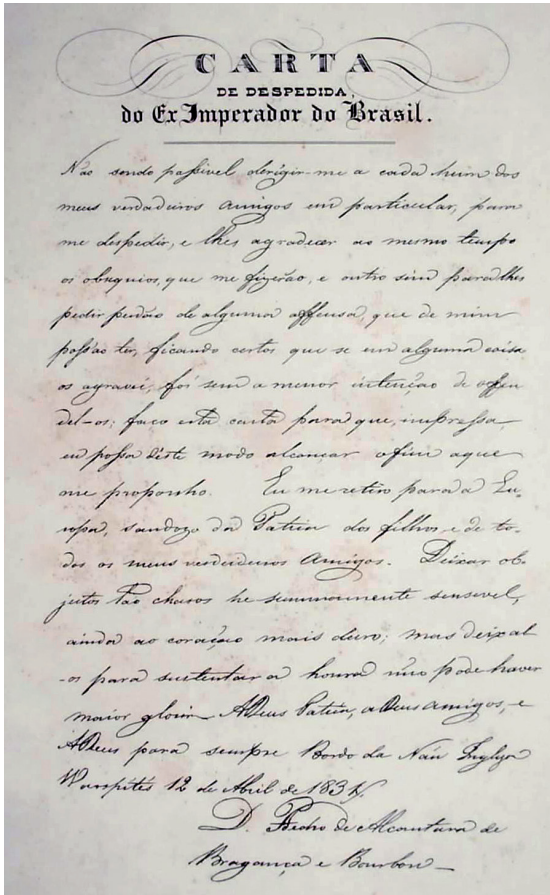 CARTA
DE DESPEDIDA,
do Ex Imperador do Brasil.
Não sendo possivel derigir-me a cada hum dos
meus verdadeiros amigos em particular, para
me despedir, e lhes agradecer ao mesmo tempo
os obzequios, que me fizerão, e outro sim para lhes
pedir perdão de alguma offensa, que de mim
possão ter, ficando certos que se em alguma coisa
os agravei, foi sem a menor intenção de offen
del-os; faço esta carta para que, impressa,
eu possa d'este modo alcançar o fim a que
me proponho. Eu me retiro para a Eu-
ropa, saudozo da Patria dos filhos, e de to-
dos os meus verdadeiros Amigos. Deixar ob-
jectos tão charos he summamente sensevel,
ainda ao coração mais duro; mas deixal
-os para sustentar a honra não pode haver
maior gloria. ADeus Patria, aDeus Amigos, e
ADeus para sempre Bordo da Náu Ingleza
Warspites 12 de Abril de 1831.
D. Pedro de Alcantara de
Bragança e Bourbon